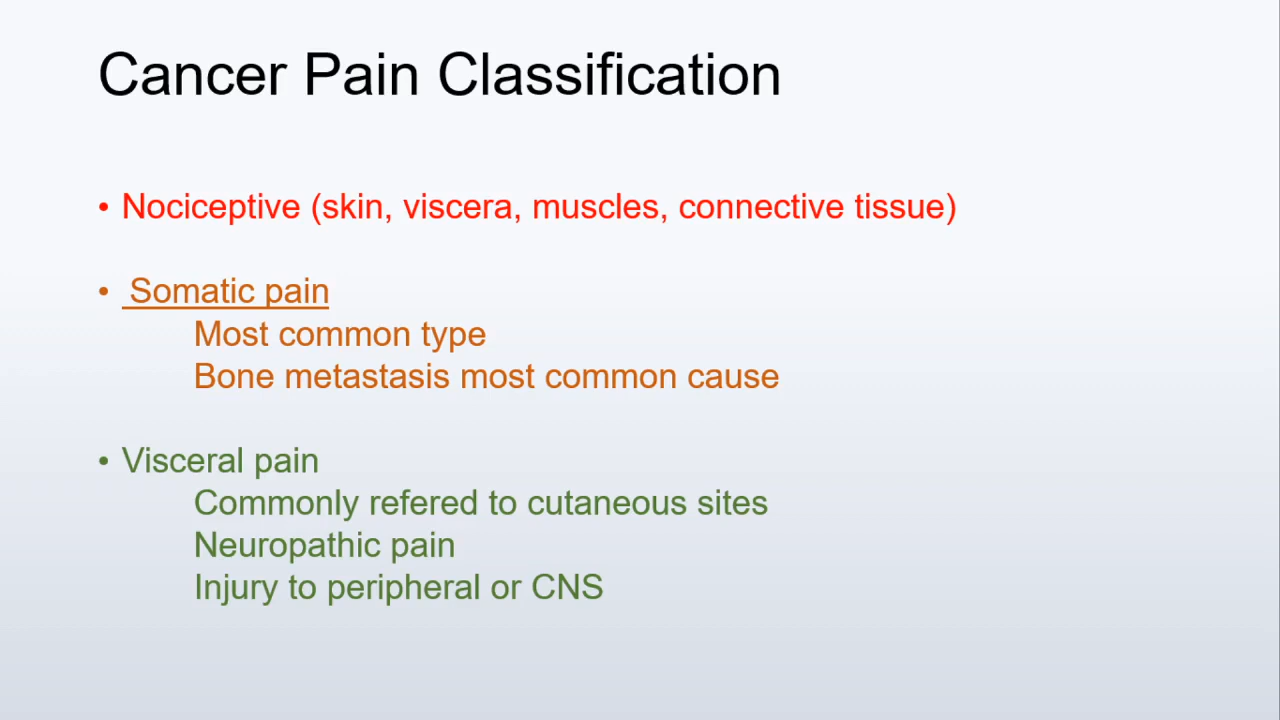 Cancer Pain Classification
• Nociceptive (skin, viscera, muscles, connective tissue)
• Somatic pain
Most common type
Bone metastasis most common cause
• Visceral pain
Commonly refered to cutaneous sites
Neuropathic pain
Injury to peripheral or CNS